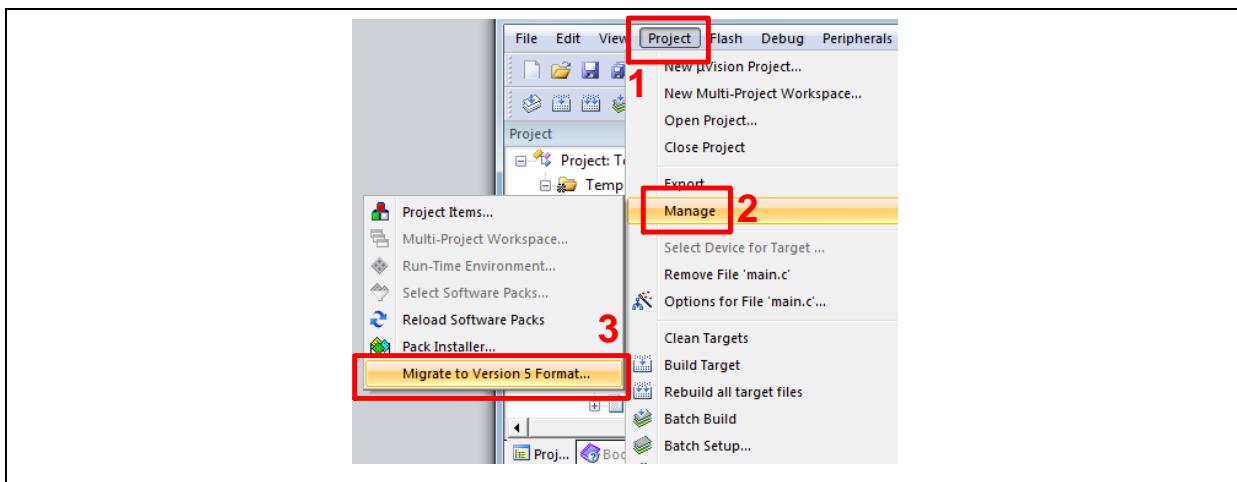 File Edit View Project Flash Debug Peripherals
1
New µVision Project...
New Multi-Project Workspace...
Open Project...
Close Project
Project
Project:
Export
Manage
2
Select Device for Target ...
Remove File 'main.c'
Options for File 'main.c'...
Clean Targets
Build Target
Rebuild all target files
Batch Build
Batch Setup...
Project Items...
Multi-Project Workspace...
Run-Time Environment...
Select Software Packs...
Reload Software Packs
3
Pack Installer...
Migrate to Version 5 Format...
Proj...